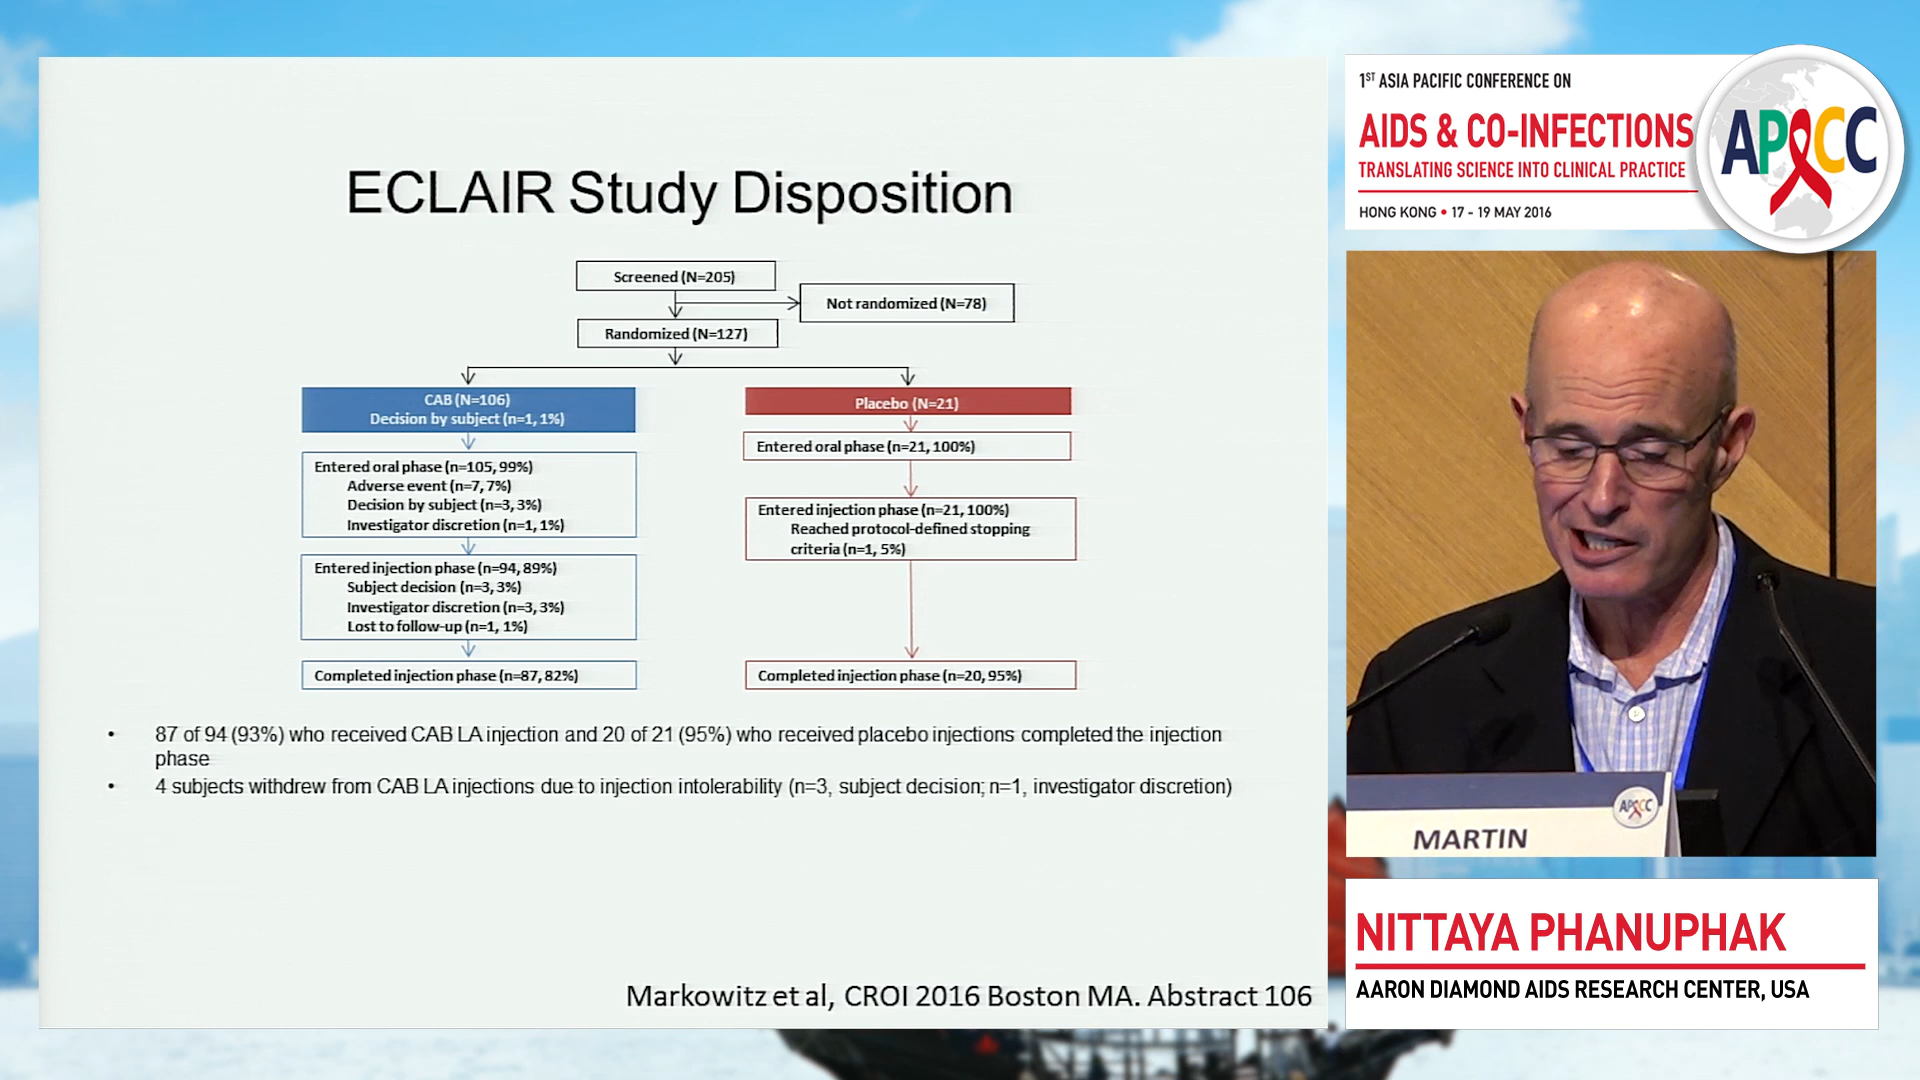 ECLAIR Study Disposition
Screened (N=205)
Not randomized (N=78)
Randomized (N=127)
CAB (N=106)
Decision by subject (n=1, 1%)
Entered oral phase (n=105, 99%)
Adverse event (n=7, 7%)
Decision by subject (n=3, 3%)
Investigator discretion (n=1, 1%)
Entered injection phase (n=94, 89%)
Subject decision (n=3, 3%)
Investigator discretion (n=3, 3%)
Lost to follow-up (n=1, 1%)
Completed injection phase (n=87, 82%)
Placebo (N=21)
Entered oral phase (n=21, 100%)
Entered injection phase (n=21, 100%)
Reached protocol-defined stopping
criteria (n=1, 5%)
Completed injection phase (n=20, 95%)
• 87 of 94 (93%) who received CAB LA injection and 20 of 21 (95%) who received placebo injections completed the injection
phase
• 4 subjects withdrew from CAB LA injections due to injection intolerability (n=3, subject decision; n=1, investigator discretion)
Markowitz et al, CROI 2016 Boston MA. Abstract 106
1ST ASIA PACIFIC CONFERENCE ON
AIDS & CO-INFECTIONS
TRANSLATING SCIENCE INTO CLINICAL PRACTICE
HONG KONG • 17 - 19 MAY 2016
APACC
APACC
MARTIN
NITTAYA PHANUPHAK
AARON DIAMOND AIDS RESEARCH CENTER, USA